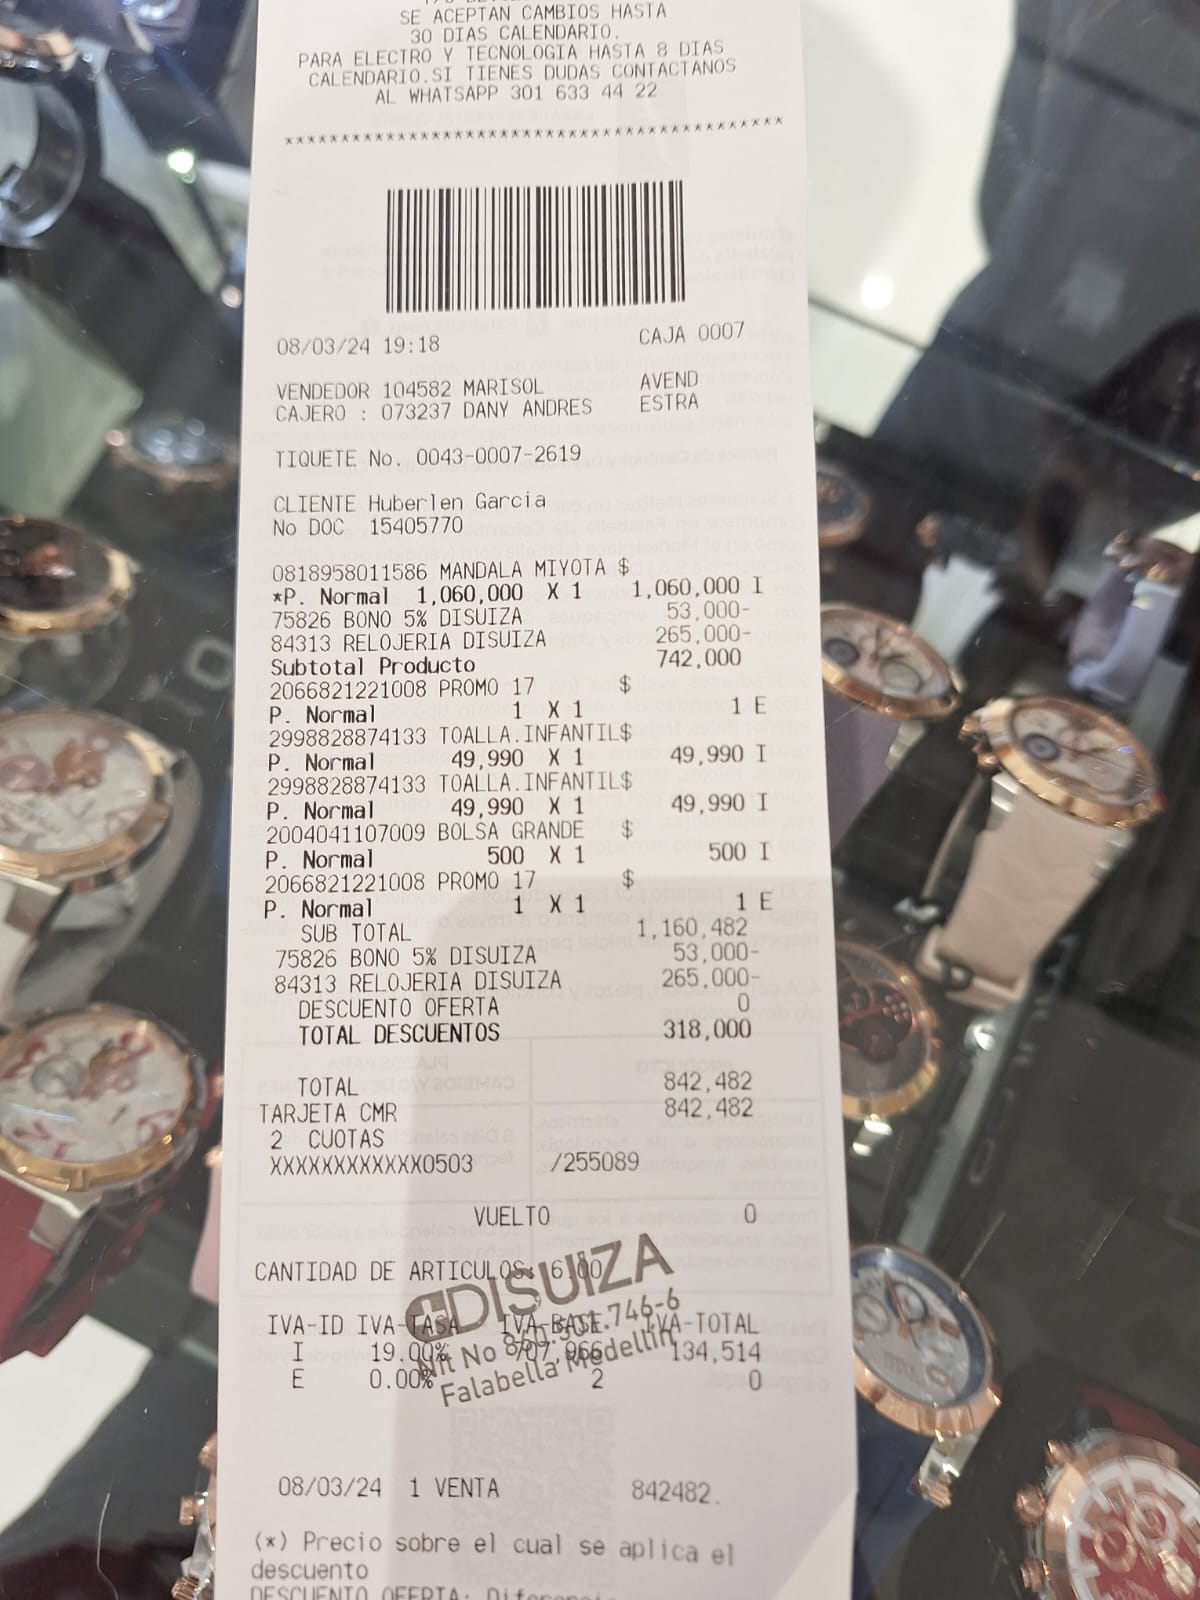 SE ACEPTAN CAMBIOS HASTA
30 DIAS CALENDARIO.
PARA ELECTRO Y TECNOLOGIA HASTA 8 DIAS
CALENDARIO.SI TIENES DUDAS CONTACTANOS
AL WHATSAPP 301 633 44 22
*******************************************
08/03/24 19:18 CAJA 0007
VENDEDOR 104582 MARISOL AVEND
CAJERO : 073237 DANY ANDRES ESTRA
TIQUETE No. 0043-0007-2619
CLIENTE Huberlen Garcia
No DOC 15405770
0818958011586 MANDALA MIYOTA $
*P. Normal 1,060,000 X 1 1,060,000 I
75826 BONO 5% DISUIZA 53,000-
84313 RELOJERIA DISUIZA 265,000-
Subtotal Producto 742,000
2066821221008 PROMO 17 $
P. Normal 1 X 1 1 E
2998828874133 TOALLA.INFANTIL$
P. Normal 49,990 X 1 49,990 I
2998828874133 TOALLA.INFANTIL$
P. Normal 49,990 X 1 49,990 I
2004041107009 BOLSA GRANDE $
P. Normal 500 X 1 500 I
2066821221008 PROMO 17 $
P. Normal 1 X 1 1 E
SUB TOTAL 1,160,482
75826 BONO 5% DISUIZA 53,000-
84313 RELOJERIA DISUIZA 265,000-
DESCUENTO OFERTA 0
TOTAL DESCUENTOS 318,000
TOTAL 842,482
TARJETA CMR 842,482
2 CUOTAS
XXXXXXXXXXXX0503 /255089
VUELTO 0
CANTIDAD DE ARTICULOS: 6.00
DISUIZA
IVA-ID IVA-TASA IVA-BASE IVA-TOTAL
I 19.00% 707,966 134,514
E 0.00% 2 0
Nit No
Falabella Medellín
08/03/24 1 VENTA 842482.
(*) Precio sobre el cual se aplica el
descuento
DESCUENTO OFERTA: